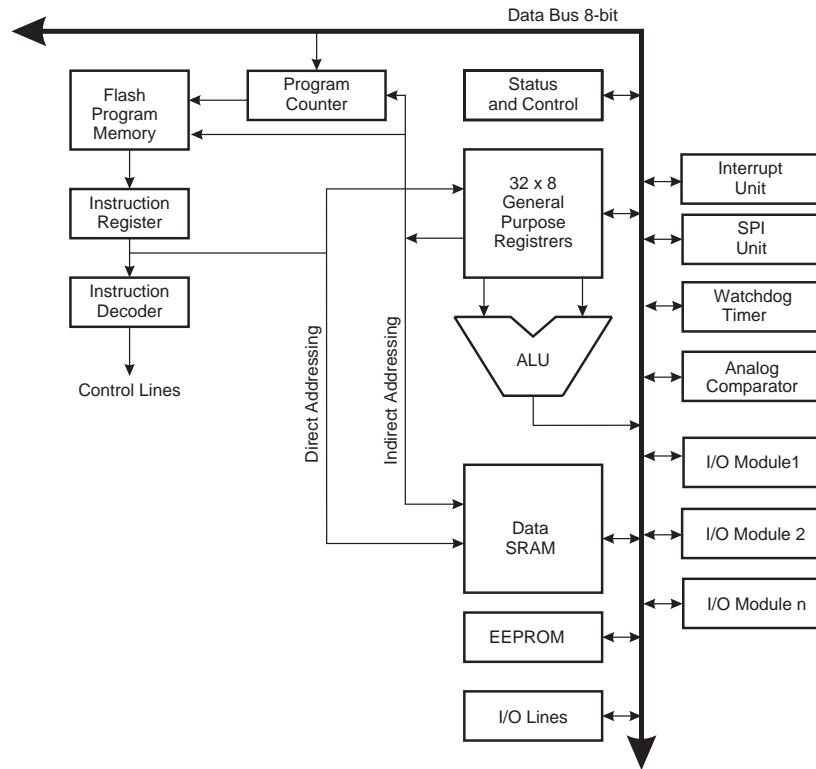 Data Bus 8-bit
Flash
Program
Memory
Program
Counter
Status
and Control
32 x 8
General
Purpose
Registrers
Interrupt
Unit
Instruction
Register
SPI
Unit
Instruction
Decoder
Watchdog
Timer
ALU
Analog
Comparator
Control Lines
Direct Addressing
Indirect Addressing
I/O Module1
Data
SRAM
I/O Module 2
I/O Module n
EEPROM
I/O Lines